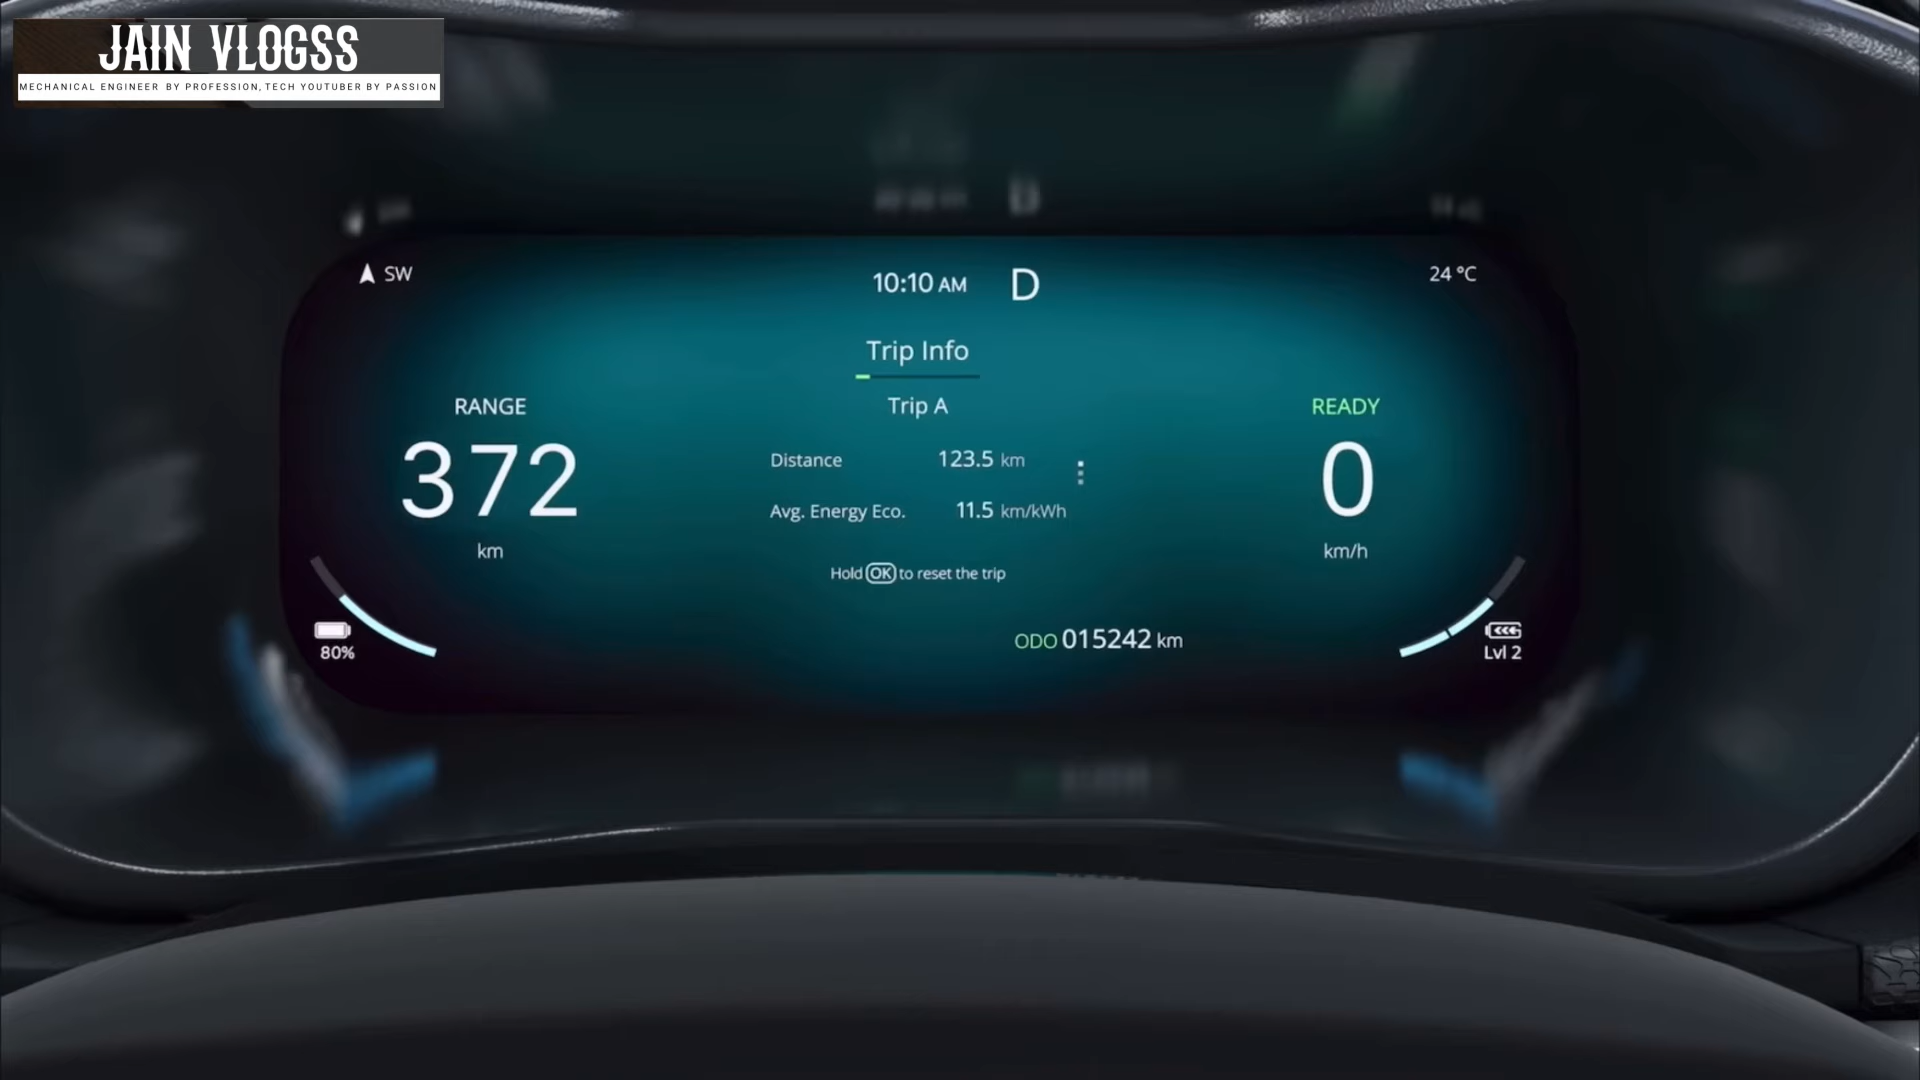 JAIN VLOGSS
MECHANICAL ENGINEER BY PROFESSION, TECH YOUTUBER BY PASSION
SW
10:10 AM D
24 °C
Trip Info
Trip A
RANGE
372
km
Distance 123.5 km
Avg. Energy Eco. 11.5 km/kWh
Hold OK to reset the trip
READY
0
km/h
80%
ODO 015242 km
Lvl 2